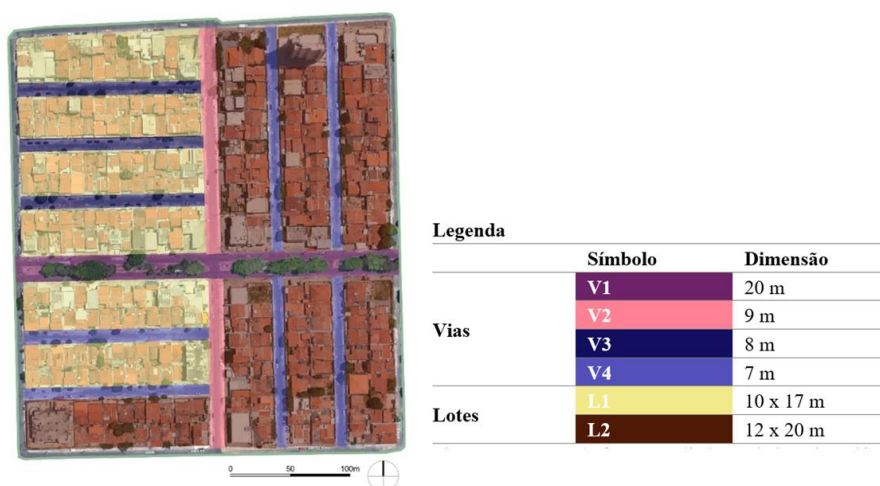 Legenda
Símbolo Dimensão
Vias
V1 20 m
V2 9 m
V3 8 m
V4 7 m
Lotes
L1 10 x 17 m
L2 12 x 20 m
0 50 100m